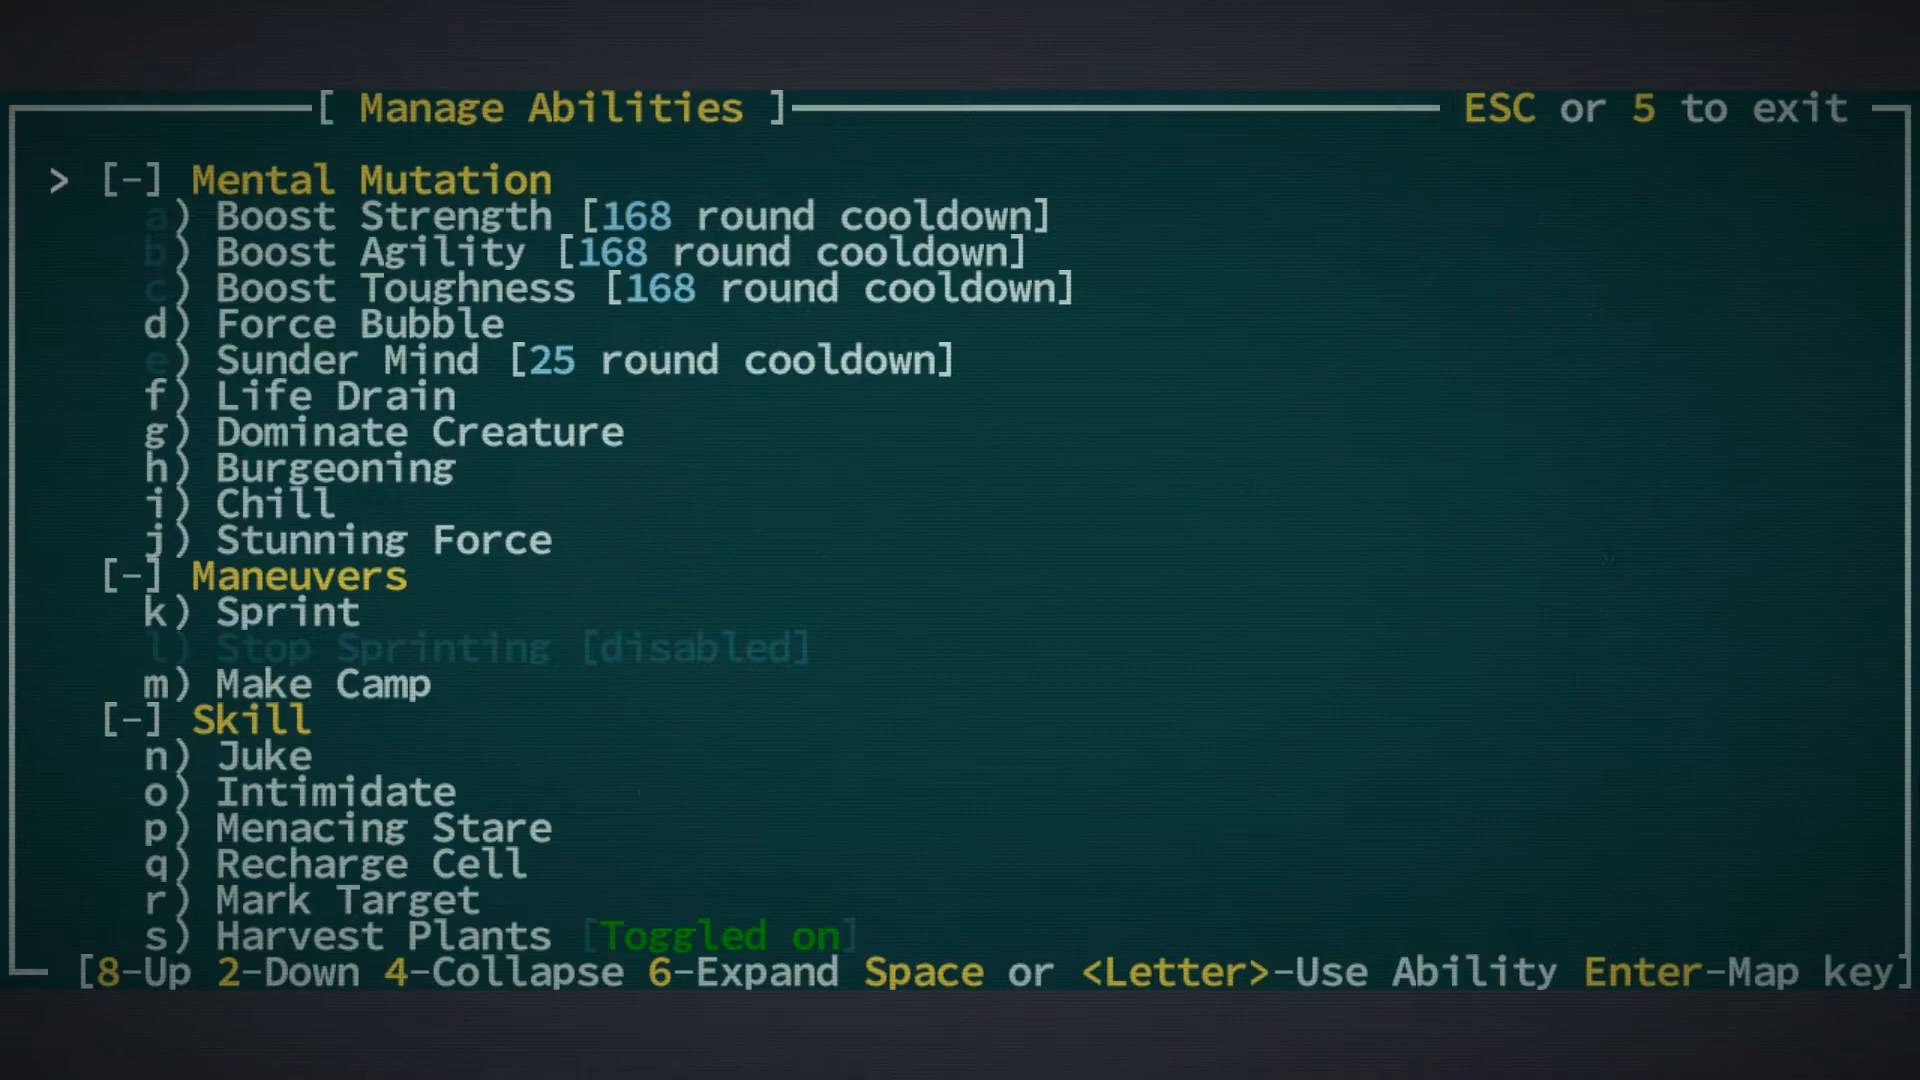 [ Manage Abilities ] ESC or 5 to exit
> [-] Mental Mutation
a) Boost Strength [168 round cooldown]
b) Boost Agility [168 round cooldown]
c) Boost Toughness [168 round cooldown]
d) Force Bubble
e) Sunder Mind [25 round cooldown]
f) Life Drain
g) Dominate Creature
h) Burgeoning
i) Chill
j) Stunning Force
[-] Maneuvers
k) Sprint
l) Stop Sprinting [disabled]
m) Make Camp
[-] Skill
n) Juke
o) Intimidate
p) Menacing Stare
q) Recharge Cell
r) Mark Target
s) Harvest Plants [Toggled on]
[8-Up 2-Down 4-Collapse 6-Expand Space or <Letter>-Use Ability Enter-Map key]